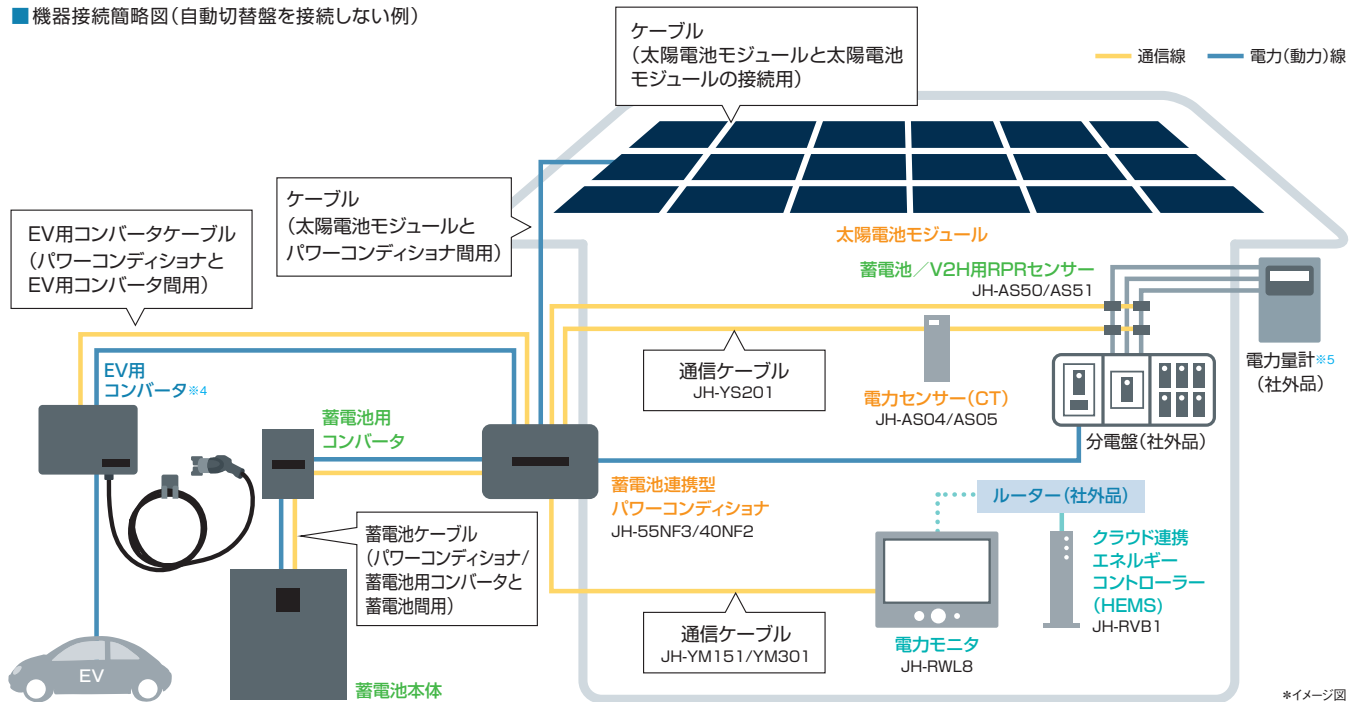 ■機器接続簡略図（自動切替盤を接続しない例）
ケーブル
（太陽電池モジュールと太陽電池
モジュールの接続用）
通信線
電力（動力）線
ケーブル
（太陽電池モジュールと
パワーコンディショナ間用）
EV用コンバータケーブル
（パワーコンディショナと
EV用コンバータ間用）
太陽電池モジュール
蓄電池／V2H用RPRセンサー
JH-AS50/AS51
通信ケーブル
JH-YS201
電力センサー（CT）
JH-AS04/AS05
電力量計※5
（社外品）
分電盤（社外品）
EV用
コンバータ※4
蓄電池用
コンバータ
蓄電池連携型
パワーコンディショナ
JH-55NF3/40NF2
ルーター（社外品）
蓄電池ケーブル
（パワーコンディショナ/
蓄電池用コンバータと
蓄電池間用）
クラウド連携
エネルギー
コントローラー
（HEMS）
JH-RVB1
通信ケーブル
JH-YM151/YM301
電力モニタ
JH-RWL8
EV
蓄電池本体
＊イメージ図